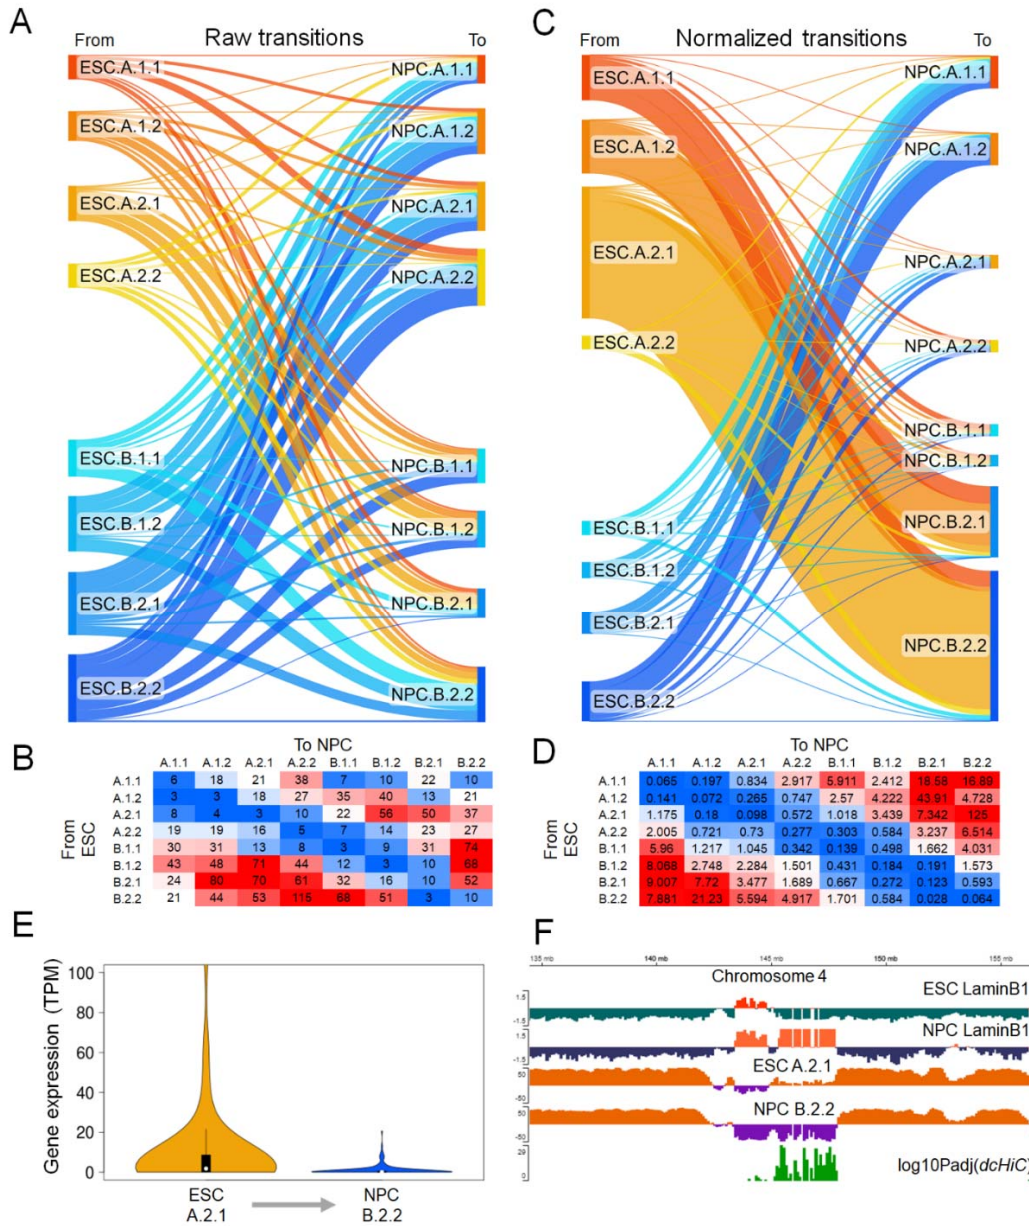 A
Raw transitions
From
To
ESC.A.1.1
ESC.A.1.2
ESC.A.2.1
ESC.A.2.2
ESC.B.1.1
ESC.B.1.2
ESC.B.2.1
ESC.B.2.2
NPC.A.1.1
NPC.A.1.2
NPC.A.2.1
NPC.A.2.2
NPC.B.1.1
NPC.B.1.2
NPC.B.2.1
NPC.B.2.2
C
Normalized transitions
From
To
ESC.A.1.1
ESC.A.1.2
ESC.A.2.1
ESC.A.2.2
ESC.B.1.1
ESC.B.1.2
ESC.B.2.1
ESC.B.2.2
NPC.A.1.1
NPC.A.1.2
NPC.A.2.1
NPC.A.2.2
NPC.B.1.1
NPC.B.1.2
NPC.B.2.1
NPC.B.2.2
B
To NPC
A.1.1 A.1.2 A.2.1 A.2.2 B.1.1 B.1.2 B.2.1 B.2.2
From ESC
A.1.1 6 18 21 38 7 10 22 10
A.1.2 3 3 18 27 35 40 13 21
A.2.1 8 4 3 10 22 56 50 37
A.2.2 19 19 16 5 7 14 23 27
B.1.1 30 31 13 8 3 9 31 74
B.1.2 43 48 71 44 12 3 10 68
B.2.1 24 80 70 61 32 16 10 52
B.2.2 21 44 53 115 68 51 3 10
D
To NPC
A.1.1 A.1.2 A.2.1 A.2.2 B.1.1 B.1.2 B.2.1 B.2.2
From ESC
A.1.1 0.065 0.197 0.834 2.917 5.911 2.412 18.58 16.89
A.1.2 0.141 0.072 0.265 0.747 2.57 4.222 43.91 4.728
A.2.1 1.175 0.18 0.098 0.572 1.018 3.439 7.342 125
A.2.2 2.005 0.721 0.73 0.277 0.303 0.584 3.237 6.514
B.1.1 5.96 1.217 1.045 0.342 0.139 0.498 1.662 4.031
B.1.2 8.068 2.748 2.284 1.501 0.431 0.184 0.191 1.573
B.2.1 9.007 7.72 3.477 1.689 0.667 0.272 0.123 0.593
B.2.2 7.881 21.23 5.594 4.917 1.701 0.584 0.028 0.064
E
Gene expression (TPM)
100
80
60
40
20
0
ESC
A.2.1
NPC
B.2.2
F
135 mb 140 mb 145 mb 150 mb 155 mb
Chromosome 4
ESC LaminB1
1.5
-1.5
NPC LaminB1
1.5
-1.5
ESC A.2.1
50
-50
NPC B.2.2
50
-50
log10Padj(dcHiC)
29
0